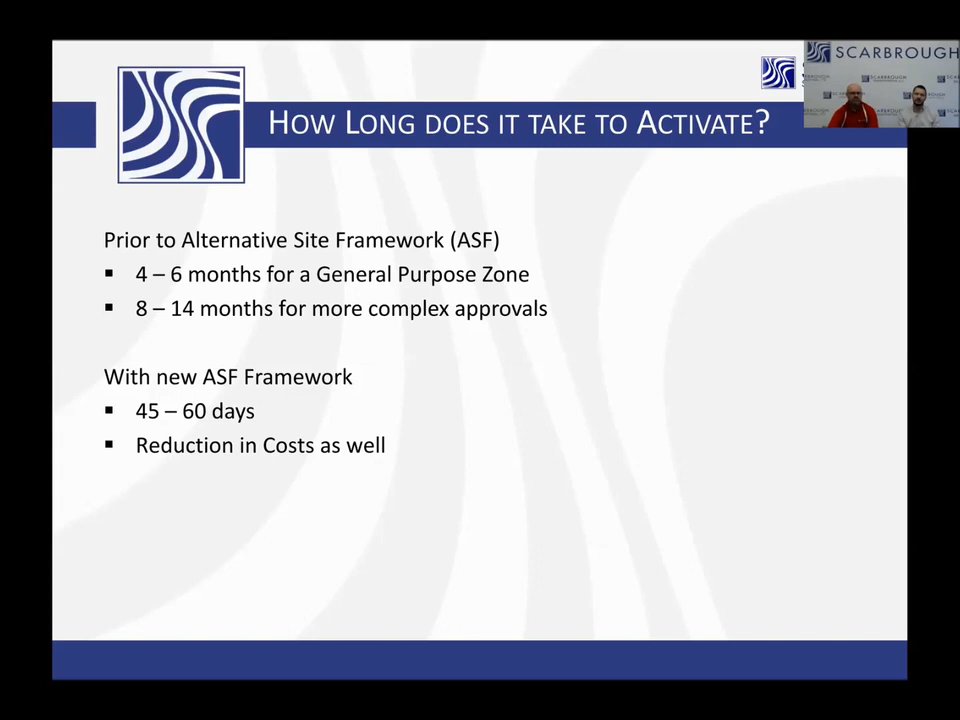 SCARBROUGH
HOW LONG DOES IT TAKE TO ACTIVATE?
Prior to Alternative Site Framework (ASF)
▪ 4 – 6 months for a General Purpose Zone
▪ 8 – 14 months for more complex approvals
With new ASF Framework
▪ 45 – 60 days
▪ Reduction in Costs as well